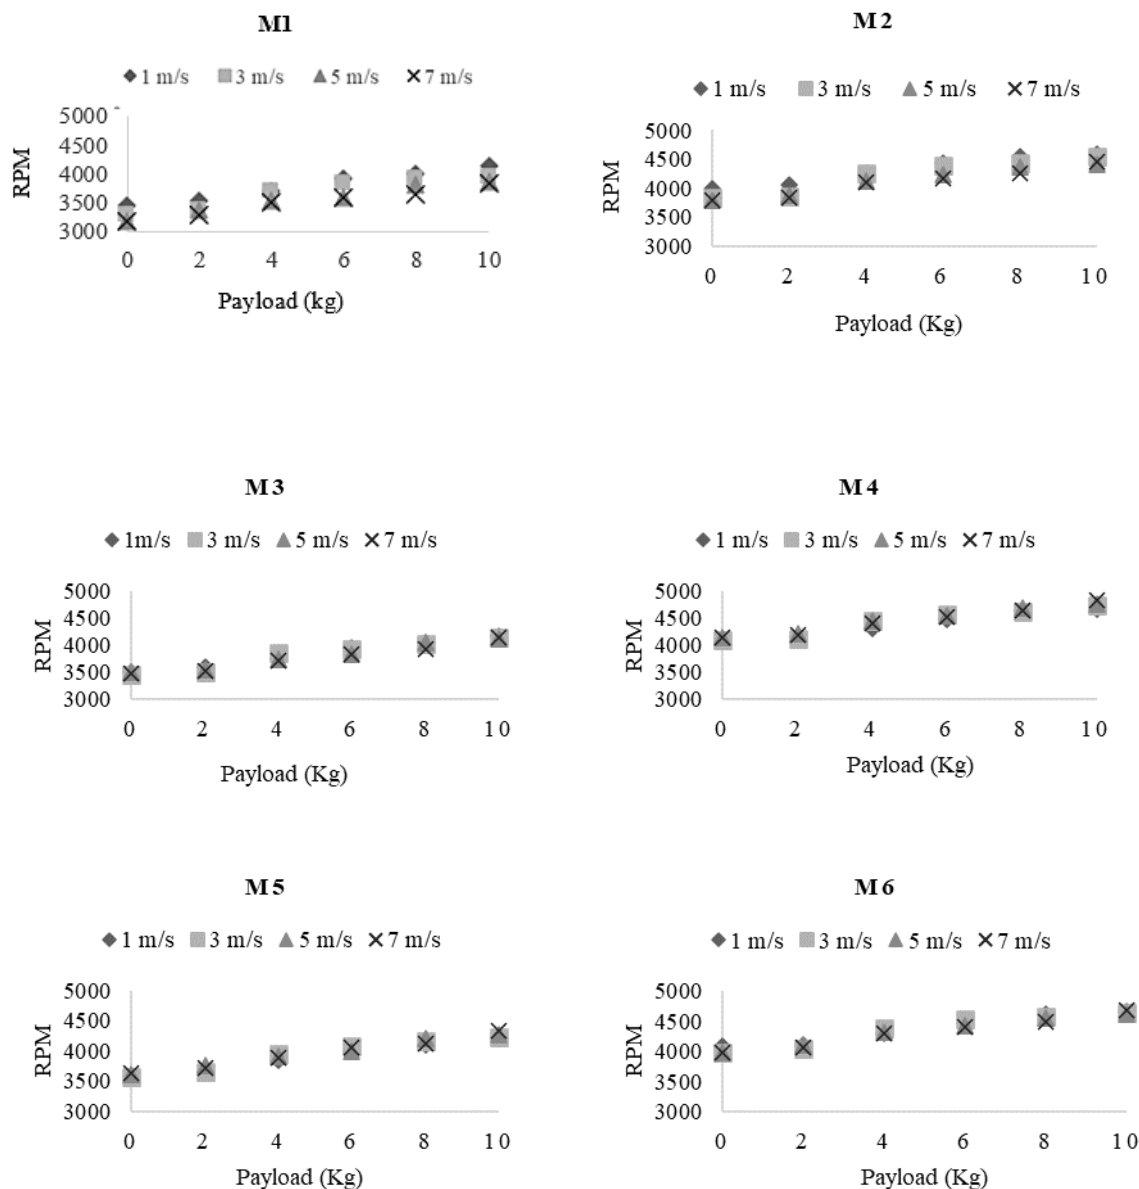 M1
1 m/s 3 m/s 5 m/s 7 m/s
5000
4500
4000
3500
3000
RPM
0 2 4 6 8 10
Payload (kg)
M2
1 m/s 3 m/s 5 m/s 7 m/s
5000
4500
4000
3500
3000
RPM
0 2 4 6 8 10
Payload (Kg)
M3
1m/s 3 m/s 5 m/s 7 m/s
5000
4500
4000
3500
3000
RPM
0 2 4 6 8 10
Payload (Kg)
M4
1 m/s 3 m/s 5 m/s 7 m/s
5000
4500
4000
3500
3000
RPM
0 2 4 6 8 10
Payload (Kg)
M5
1 m/s 3 m/s 5 m/s 7 m/s
5000
4500
4000
3500
3000
RPM
0 2 4 6 8 10
Payload (Kg)
M6
1 m/s 3 m/s 5 m/s 7 m/s
5000
4500
4000
3500
3000
RPM
0 2 4 6 8 10
Payload (Kg)